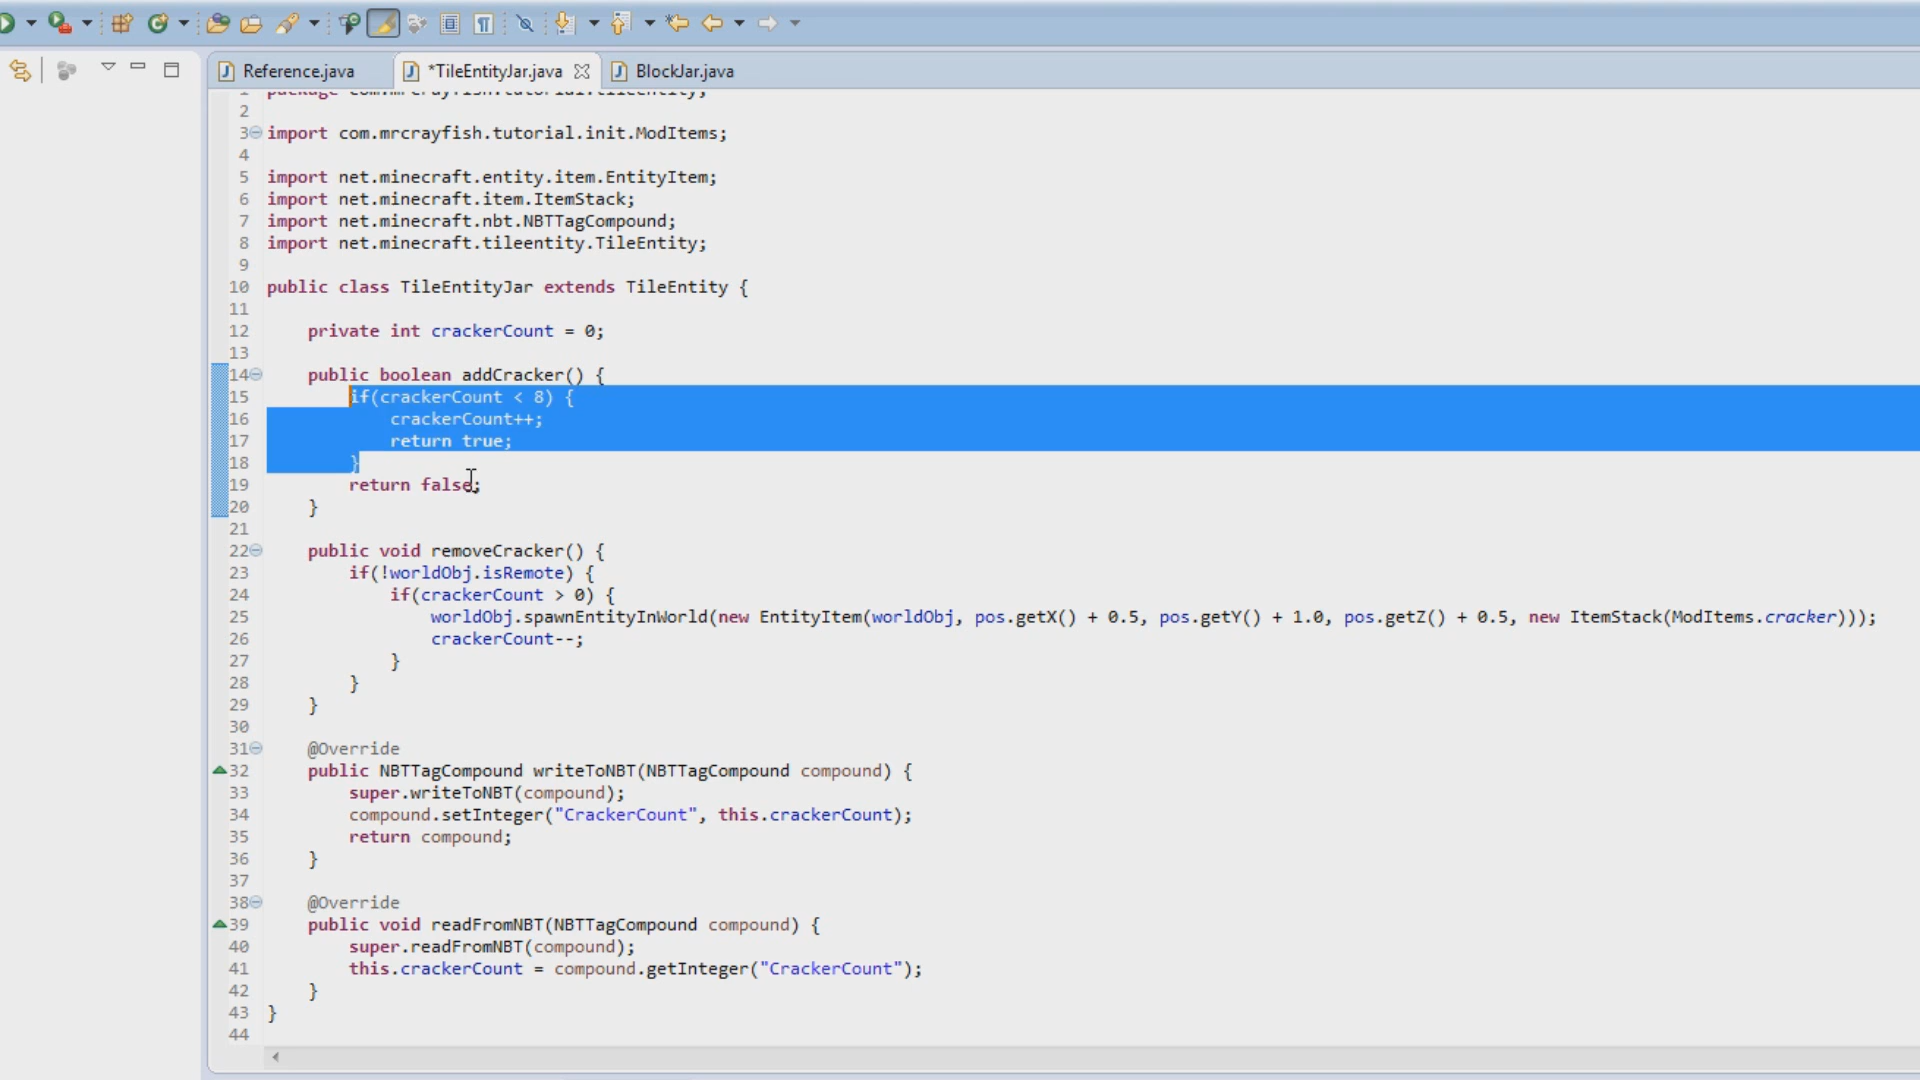 Reference.java
*TileEntityJar.java
BlockJar.java
1 package com.mrcrayfish.tutorial.tileentity;
2
3 import com.mrcrayfish.tutorial.init.ModItems;
4
5 import net.minecraft.entity.item.EntityItem;
6 import net.minecraft.item.ItemStack;
7 import net.minecraft.nbt.NBTTagCompound;
8 import net.minecraft.tileentity.TileEntity;
9
10 public class TileEntityJar extends TileEntity {
11
12 private int crackerCount = 0;
13
14 public boolean addCracker() {
15 if(crackerCount < 8) {
16 crackerCount++;
17 return true;
18 }
19 return false;
20 }
21
22 public void removeCracker() {
23 if(!worldObj.isRemote) {
24 if(crackerCount > 0) {
25 worldObj.spawnEntityInWorld(new EntityItem(worldObj, pos.getX() + 0.5, pos.getY() + 1.0, pos.getZ() + 0.5, new ItemStack(ModItems.cracker)));
26 crackerCount--;
27 }
28 }
29 }
30
31 @Override
32 public NBTTagCompound writeToNBT(NBTTagCompound compound) {
33 super.writeToNBT(compound);
34 compound.setInteger("CrackerCount", this.crackerCount);
35 return compound;
36 }
37
38 @Override
39 public void readFromNBT(NBTTagCompound compound) {
40 super.readFromNBT(compound);
41 this.crackerCount = compound.getInteger("CrackerCount");
42 }
43 }
44